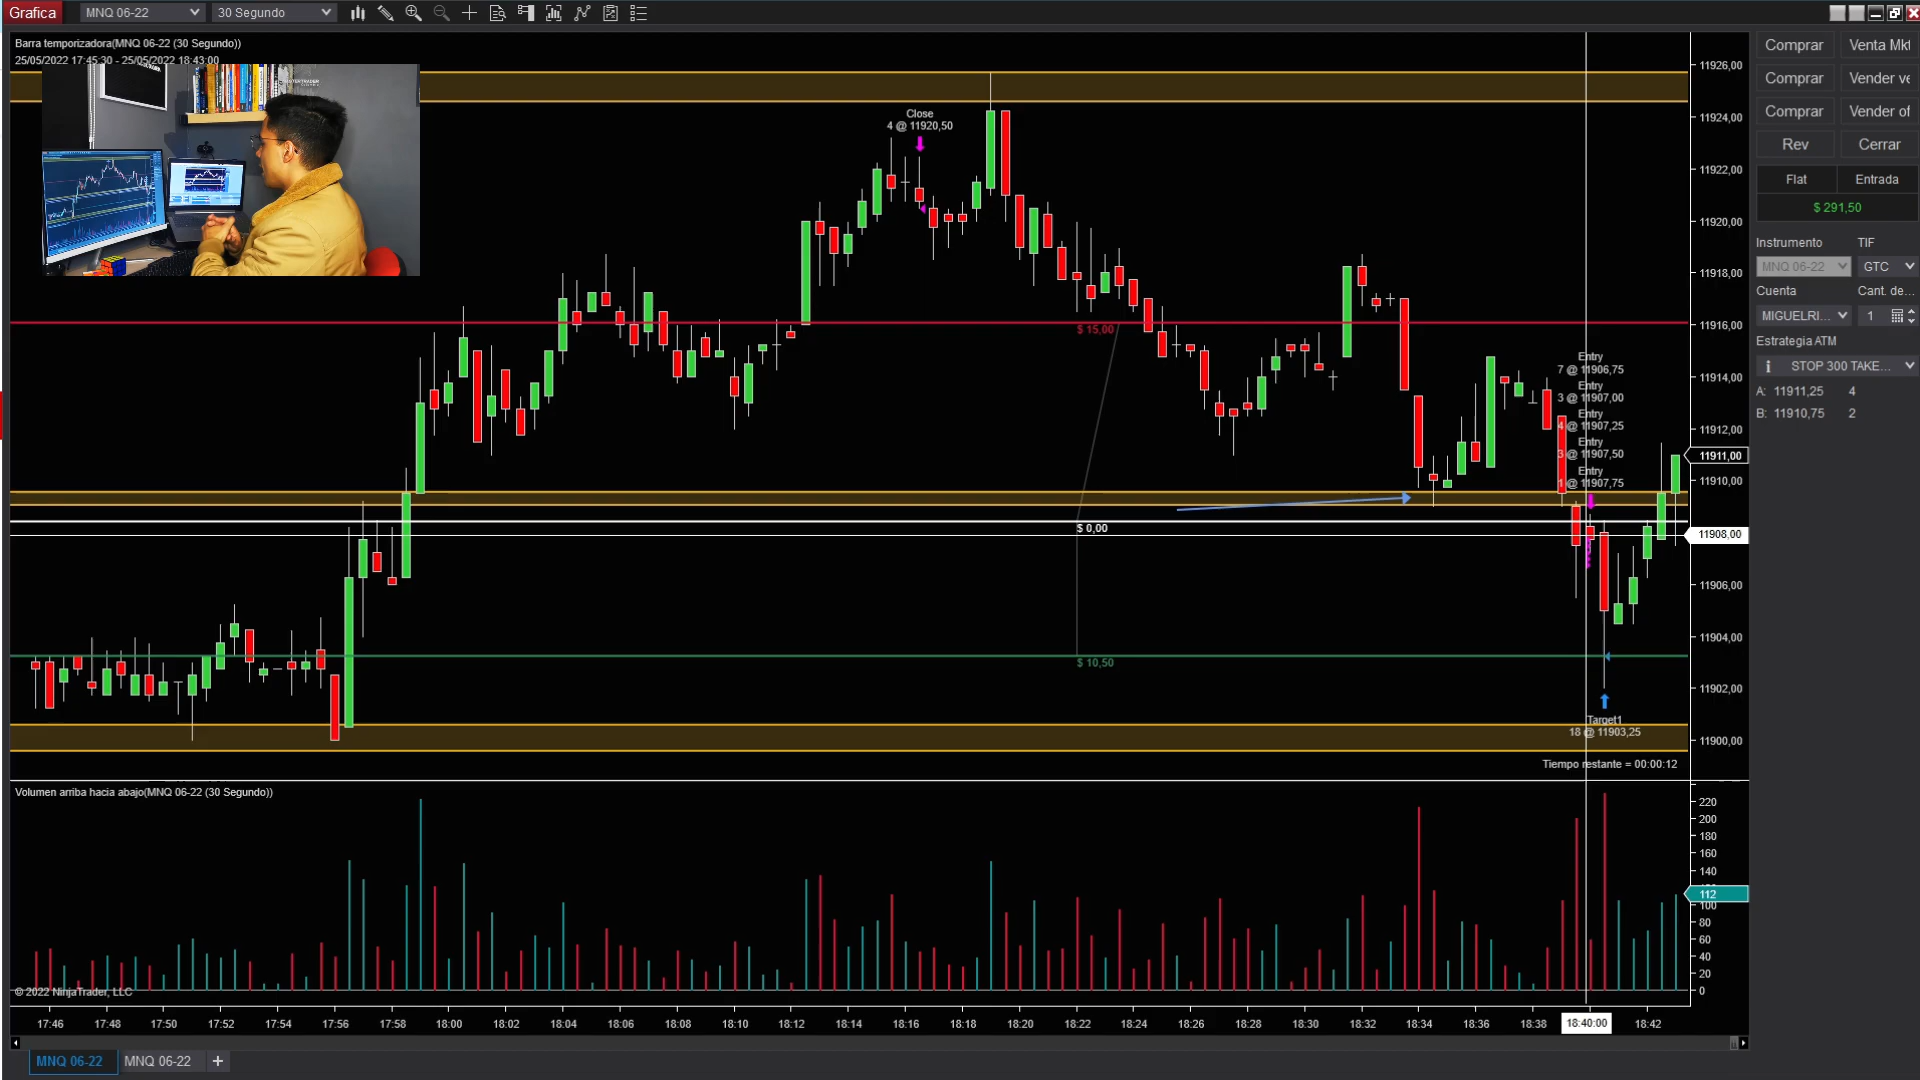 Grafica
MNQ 06-22
30 Segundo
Barra temporizadora(MNQ 06-22 (30 Segundo))
25/05/2022 17:45:30 - 25/05/2022 18:43:00
Close
4 @ 11920,50
$ 15,00
Entry
7 @ 11906,75
Entry
3 @ 11907,00
Entry
4 @ 11907,25
Entry
3 @ 11907,50
Entry
1 @ 11907,75
$ 0,00
$ 10,50
Target1
18 @ 11903,25
Tiempo restante = 00:00:12
11926,00
11924,00
11922,00
11920,00
11918,00
11916,00
11914,00
11912,00
11911,00
11910,00
11908,00
11906,00
11904,00
11902,00
11900,00
Volumen arriba hacia abajo(MNQ 06-22 (30 Segundo))
220
200
180
160
140
112
100
80
60
40
20
0
© 2022 NinjaTrader, LLC
17:46
17:48
17:50
17:52
17:54
17:56
17:58
18:00
18:02
18:04
18:06
18:08
18:10
18:12
18:14
18:16
18:18
18:20
18:22
18:24
18:26
18:28
18:30
18:32
18:34
18:36
18:38
18:40:00
18:42
MNQ 06-22
MNQ 06-22
+
Comprar
Venta Mkt
Comprar
Vender ve
Comprar
Vender of
Rev
Cerrar
Flat
Entrada
$ 291,50
Instrumento
TIF
MNQ 06-22
GTC
Cuenta
Cant. de...
MIGUELRI...
1
Estrategia ATM
STOP 300 TAKE...
A: 11911,25 4
B: 11910,75 2